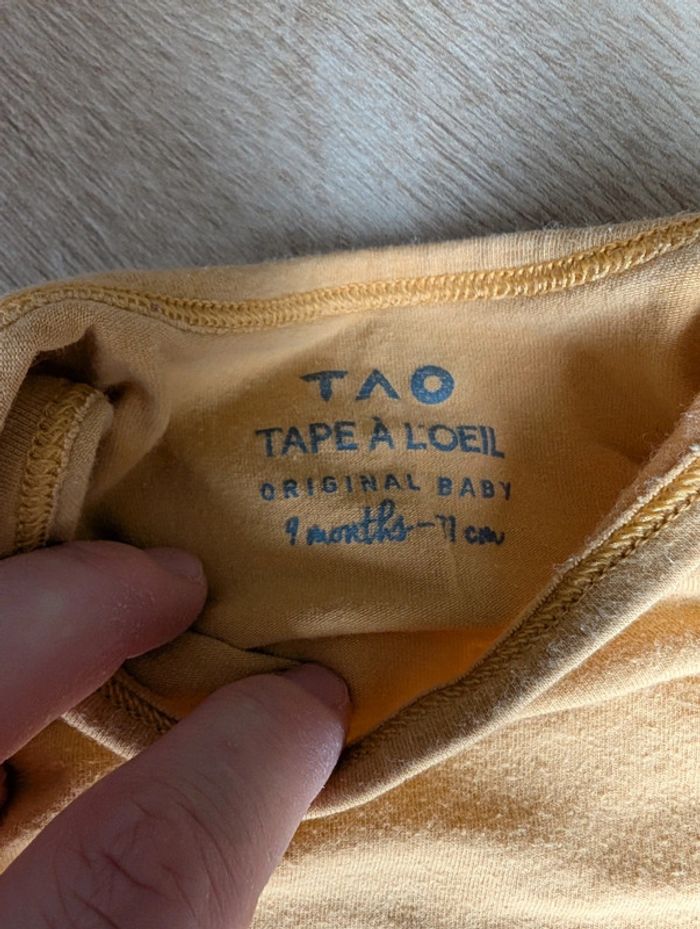 TAO
TAPE À L'OEIL
ORIGINAL BABY
9 months - 71 cm